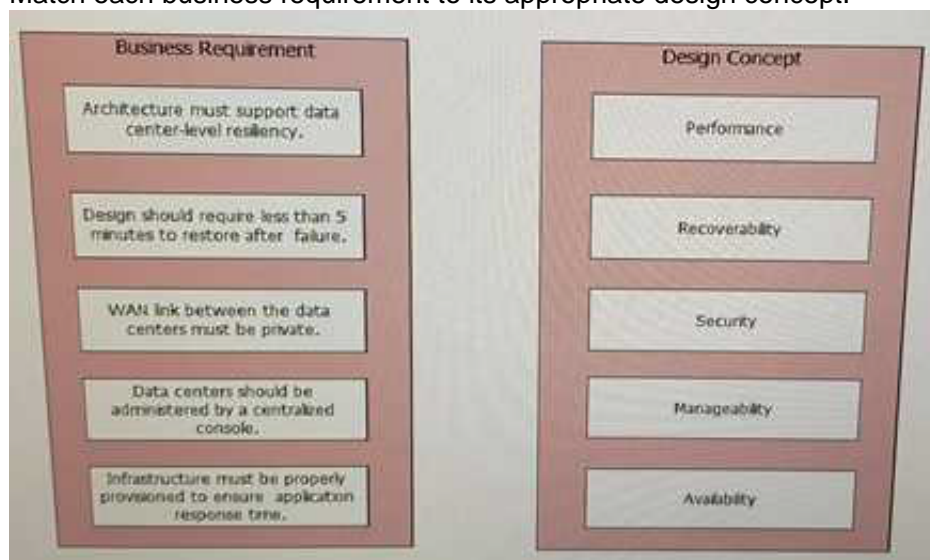 Match each business requirement to its appropriate design concept.
Business Requirement
Architecture must support data
center-level resiliency.
Design should require less than 5
minutes to restore after failure.
WAN link between the data
centers must be private.
Data centers should be
administered by a centralized
console.
Infrastructure must be properly
provisioned to ensure application
response time.
Design Concept
Performance
Recoverability
Security
Manageability
Availability